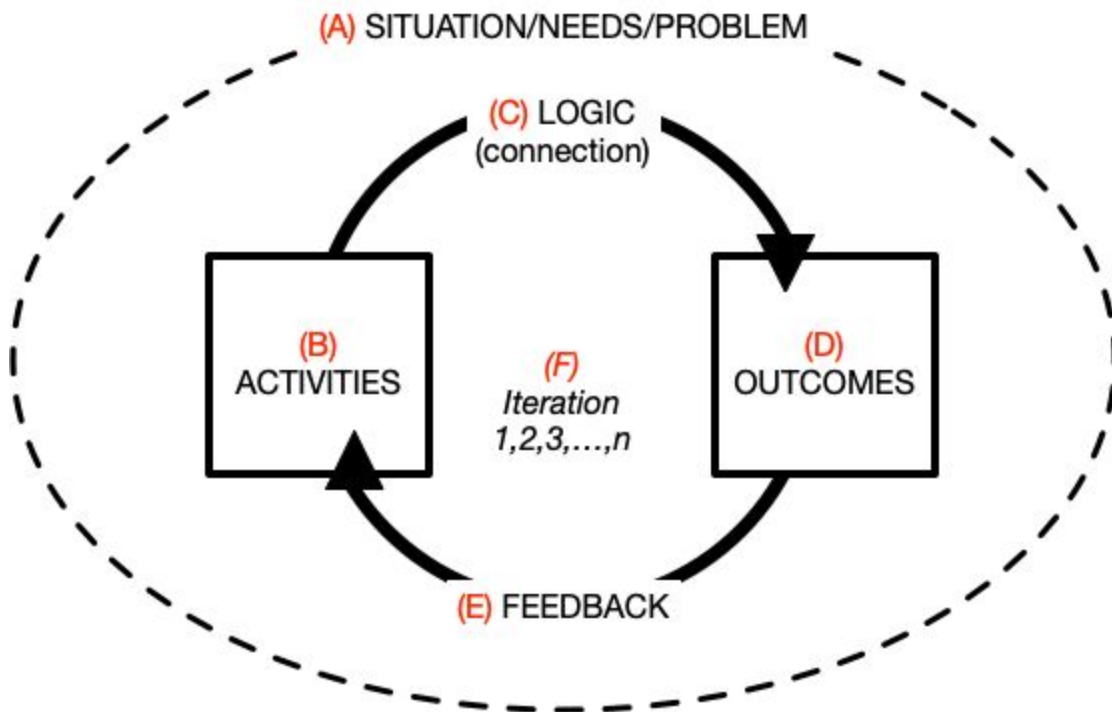 (A) SITUATION/NEEDS/PROBLEM
(C) LOGIC
(connection)
(B)
ACTIVITIES
(F)
Iteration
1,2,3,...,n
(D)
OUTCOMES
(E) FEEDBACK